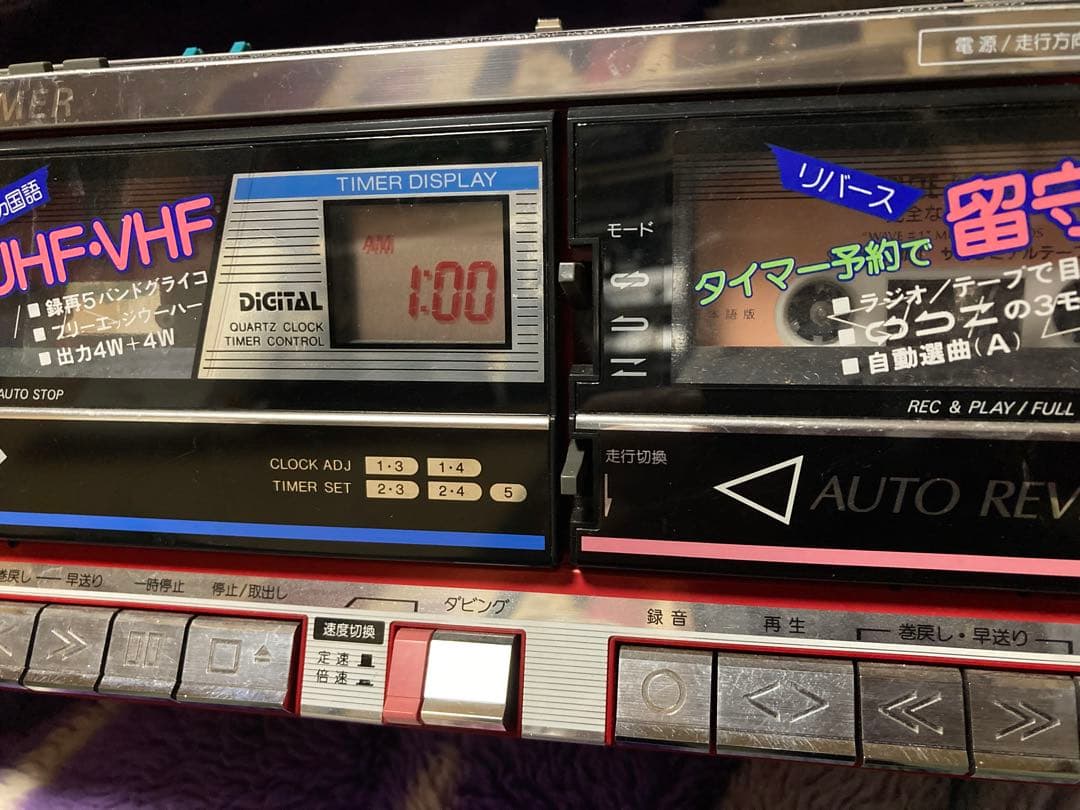 MER
電源/走行方向
カ国語
UHF・VHF
■録再5バンドグライコ
■フリーエッジウーハー
■出力4W+4W
TIMER DISPLAY
AM
1:00
DiGiTAL
QUARTZ CLOCK
TIMER CONTROL
モード
リバース
タイマー予約で
留守
■ラジオ/テープで
の3モ
■自動選曲(A)
語版
AUTO STOP
REC & PLAY/FULL
CLOCK ADJ 1・3 1・4
TIMER SET 2・3 2・4 5
走行切換
AUTO REV
巻戻し 早送り 一時停止 停止/取出し
ダビング
速度切換
定速
倍速
録音
再生
巻戻し・早送り